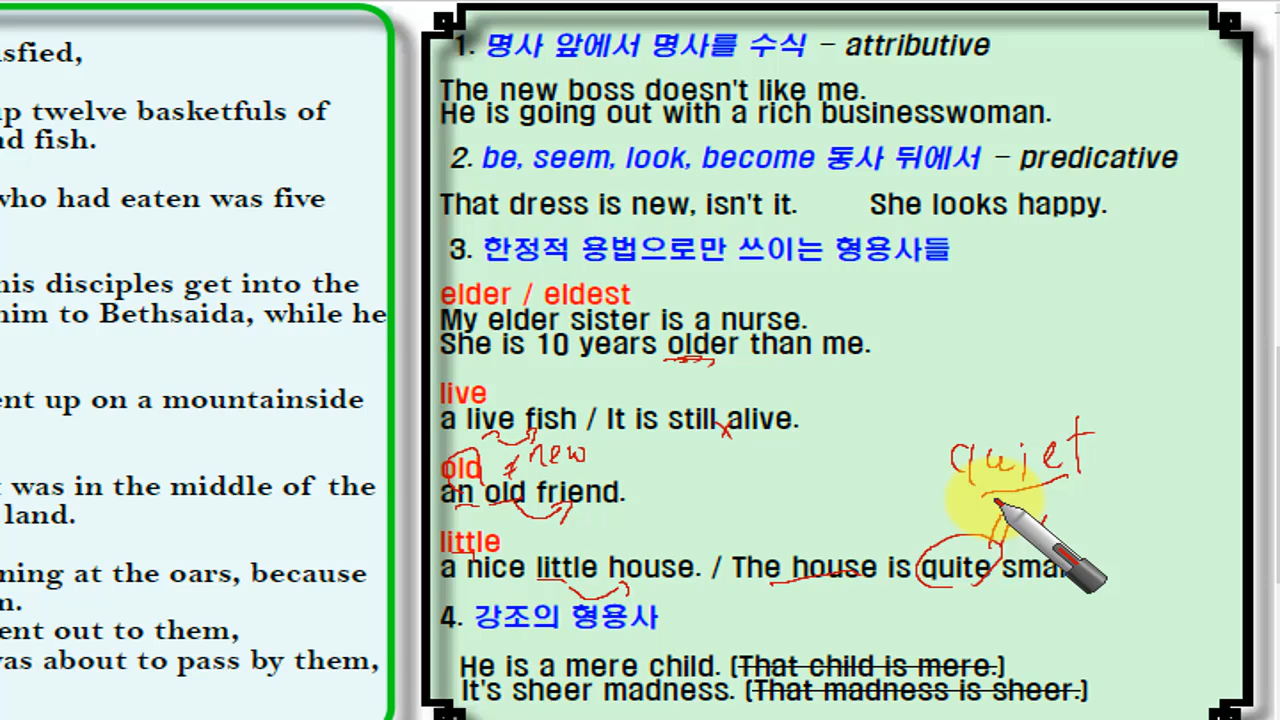 sfied,
up twelve basketfuls of
nd fish.
who had eaten was five
his disciples get into the
him to Bethsaida, while he
ent up on a mountainside
t was in the middle of the
land.
ning at the oars, because
m.
ent out to them,
was about to pass by them,
1. 명사 앞에서 명사를 수식 - attributive
The new boss doesn't like me.
He is going out with a rich businesswoman.
2. be, seem, look, become 동사 뒤에서 - predicative
That dress is new, isn't it. She looks happy.
3. 한정적 용법으로만 쓰이는 형용사들
elder / eldest
My elder sister is a nurse.
She is 10 years older than me.
live
a live fish / It is still alive.
old ≠ new
an old friend.
quiet
little
a nice little house. / The house is quite sma
4. 강조의 형용사
He is a mere child. (That child is mere.)
It's sheer madness. (That madness is sheer.)